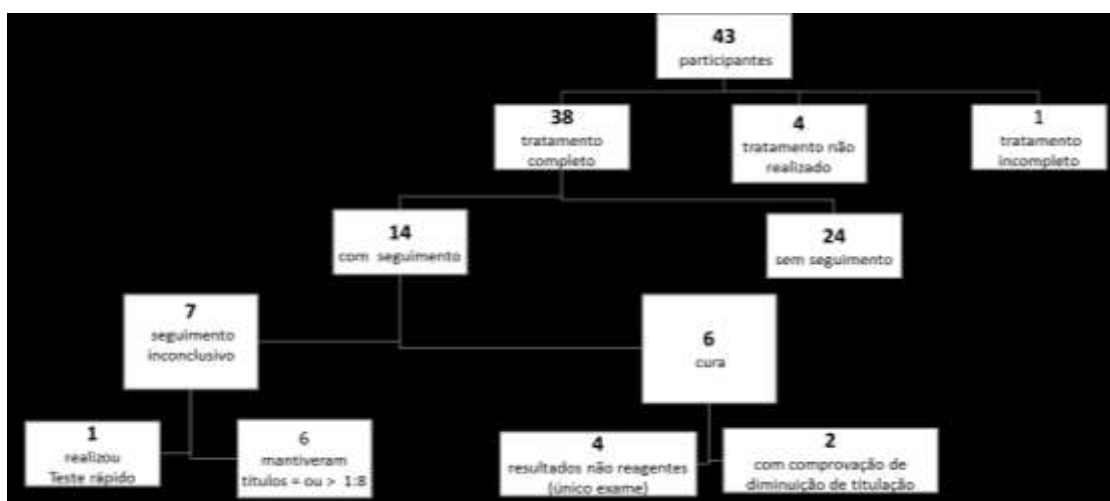 43
participantes
38
tratamento
completo
4
tratamento não
realizado
1
tratamento
incompleto
14
com seguimento
24
sem seguimento
7
seguimento
inconclusivo
6
cura
1
realizou
Teste rápido
6
mantiveram
títulos = ou > 1:8
4
resultados não reagentes
(único exame)
2
com comprovação de
diminuição de titulação